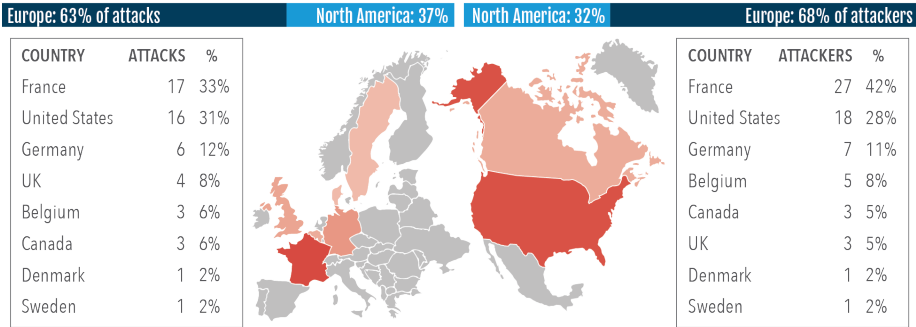 Europe: 63% of attacks North America: 37% North America: 32% Europe: 68% of attackers
COUNTRY ATTACKS %
France 17 33%
United States 16 31%
Germany 6 12%
UK 4 8%
Belgium 3 6%
Canada 3 6%
Denmark 1 2%
Sweden 1 2%
COUNTRY ATTACKERS %
France 27 42%
United States 18 28%
Germany 7 11%
Belgium 5 8%
Canada 3 5%
UK 3 5%
Denmark 1 2%
Sweden 1 2%